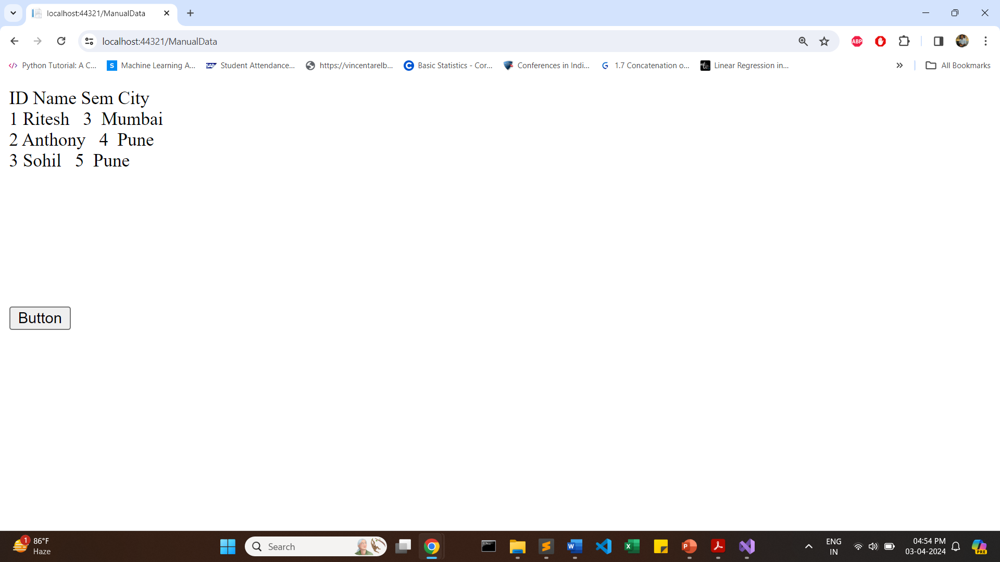 localhost:44321/ManualData
localhost:44321/ManualData
Python Tutorial: A C...
Machine Learning A...
Student Attendance...
https://vincentarelb...
Basic Statistics - Cor...
Conferences in Indi...
1.7 Concatenation o...
Linear Regression in...
All Bookmarks
ID Name Sem City
1 Ritesh 3 Mumbai
2 Anthony 4 Pune
3 Sohil 5 Pune
Button
1
86°F
Haze
Search
ENG
IN
04:54 PM
03-04-2024
PRE
ABP